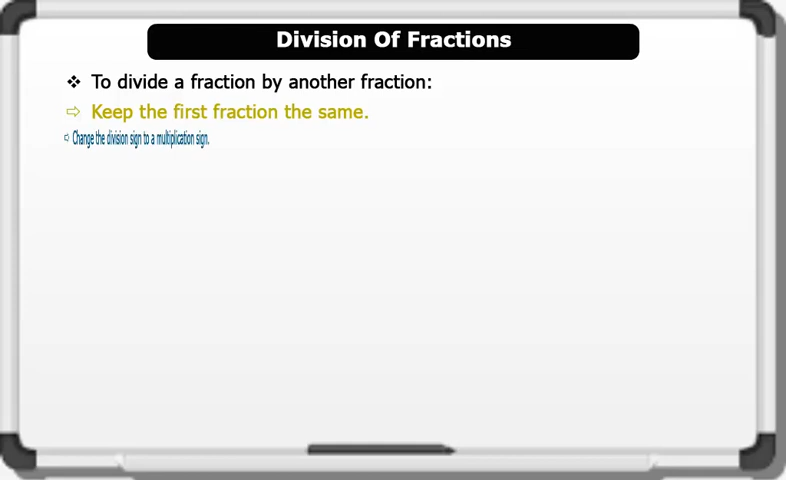 Division Of Fractions
❖ To divide a fraction by another fraction:
⇨ Keep the first fraction the same.
⇨ Change the division sign to a multiplication sign.